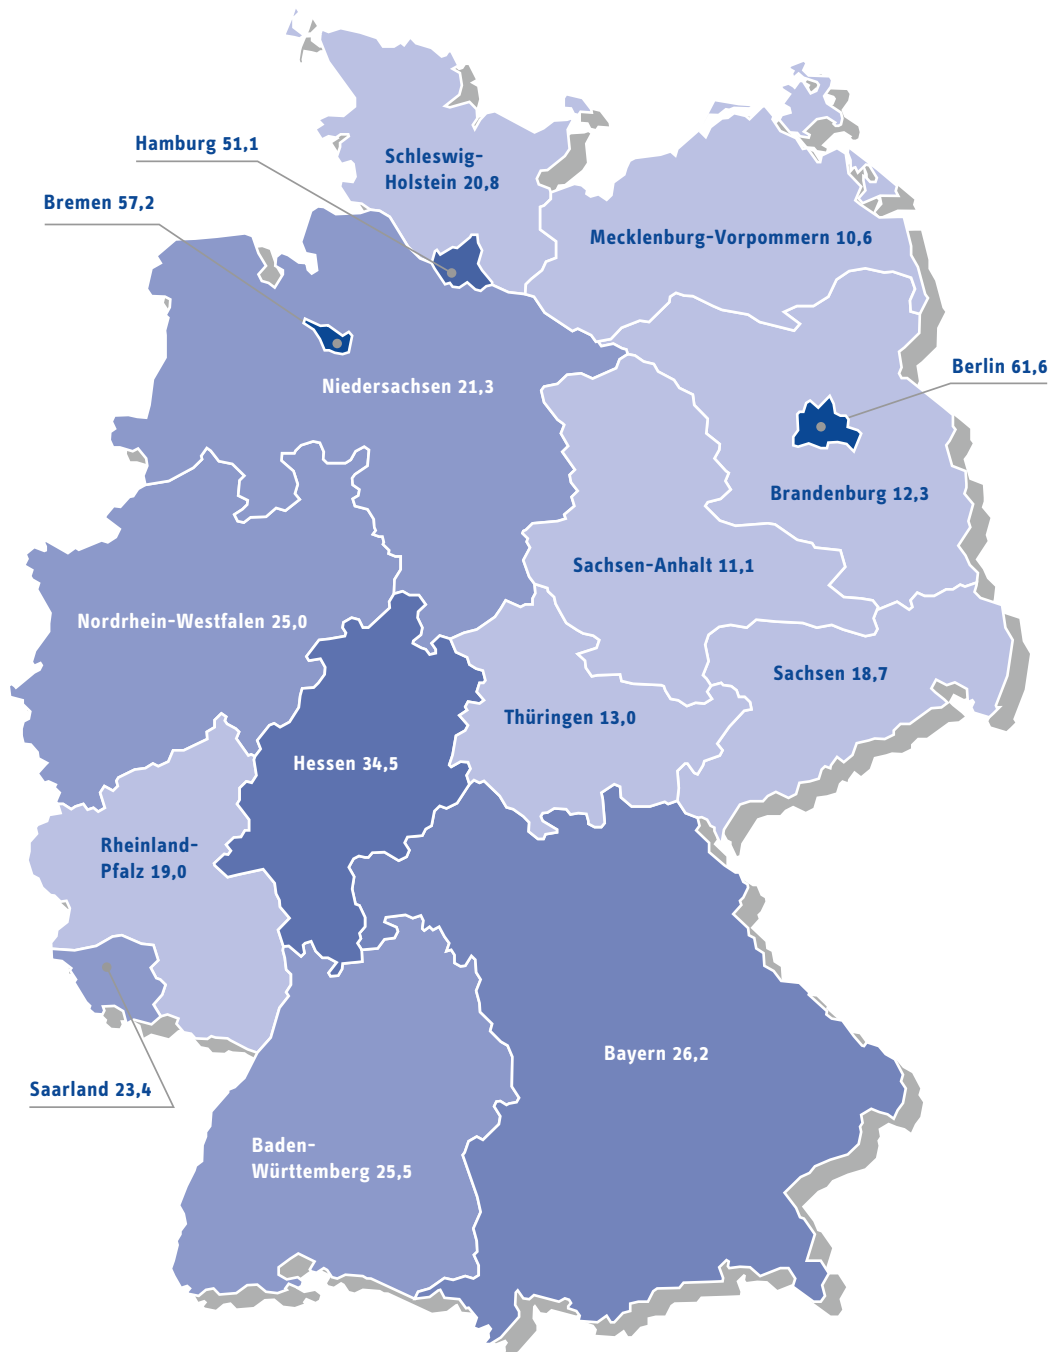 Hamburg 51,1
Schleswig-
Holstein 20,8
Bremen 57,2
Mecklenburg-Vorpommern 10,6
Berlin 61,6
Niedersachsen 21,3
Brandenburg 12,3
Sachsen-Anhalt 11,1
Nordrhein-Westfalen 25,0
Sachsen 18,7
Thüringen 13,0
Hessen 34,5
Rheinland-
Pfalz 19,0
Bayern 26,2
Saarland 23,4
Baden-
Württemberg 25,5